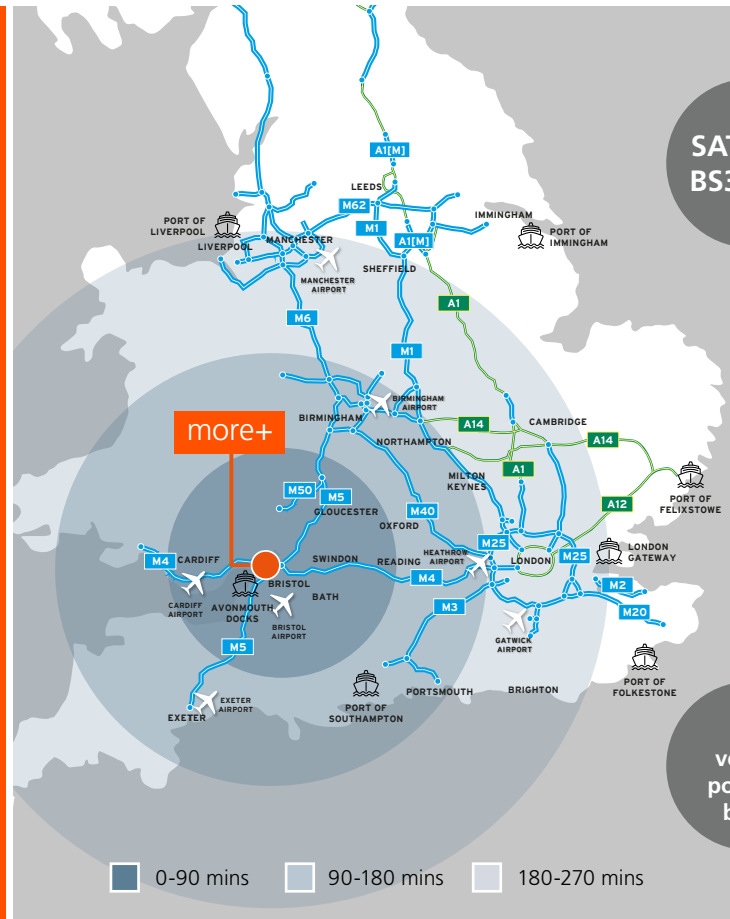 A1[M]
SAT
BS3
LEEDS
M62
IMMINGHAM
PORT OF
LIVERPOOL
M1
A1[M]
PORT OF
IMMINGHAM
LIVERPOOL
MANCHESTER
SHEFFIELD
MANCHESTER
AIRPORT
A1
M6
M1
BIRMINGHAM
AIRPORT
more+
BIRMINGHAM
A14
CAMBRIDGE
NORTHAMPTON
A14
A1
MILTON
KEYNES
M50
M5
PORT OF
FELIXSTOWE
GLOUCESTER
M40
A12
OXFORD
M25
M4
CARDIFF
SWINDON
READING
HEATHROW
AIRPORT
LONDON
M25
LONDON
GATEWAY
M4
BRISTOL
M2
CARDIFF
AIRPORT
AVONMOUTH
DOCKS
BATH
M3
M20
BRISTOL
AIRPORT
GATWICK
AIRPORT
M5
PORT OF
FOLKESTONE
EXETER
AIRPORT
EXETER
PORT OF
SOUTHAMPTON
PORTSMOUTH
BRIGHTON
ve
po
b
0-90 mins
90-180 mins
180-270 mins